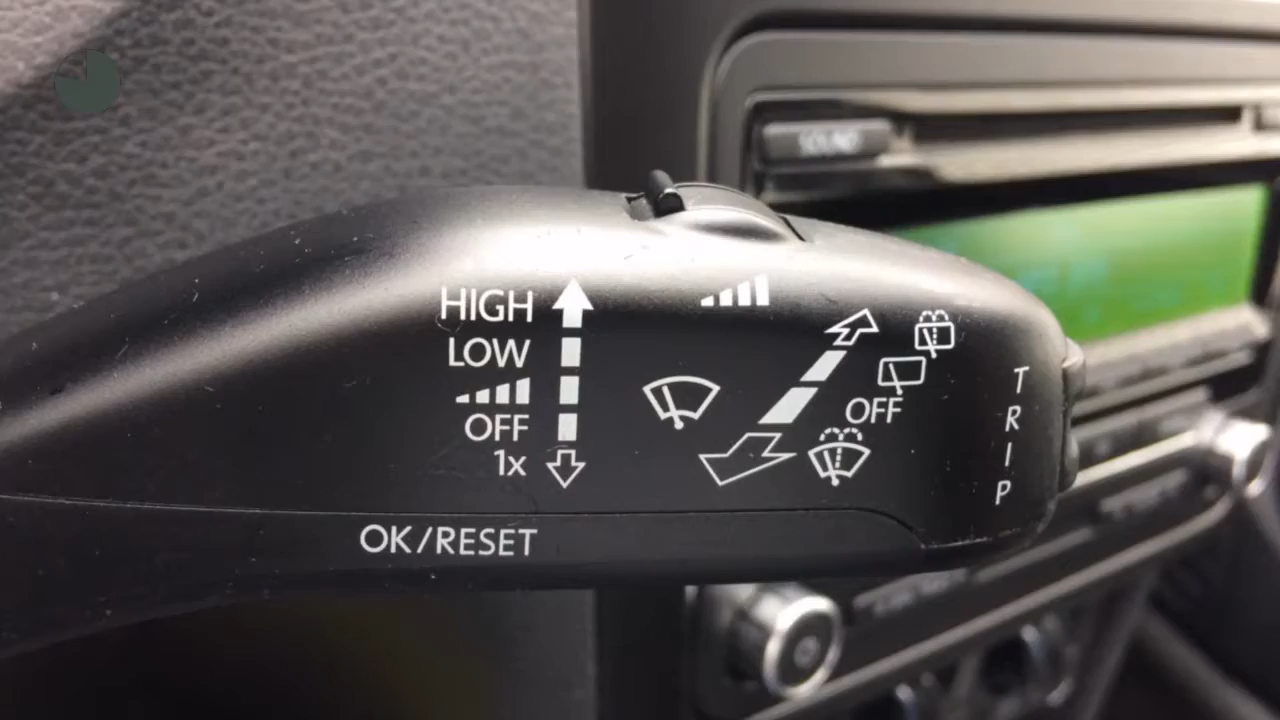 SOUND
HIGH
LOW
OFF
1x
OFF
TRIP
OK/RESET